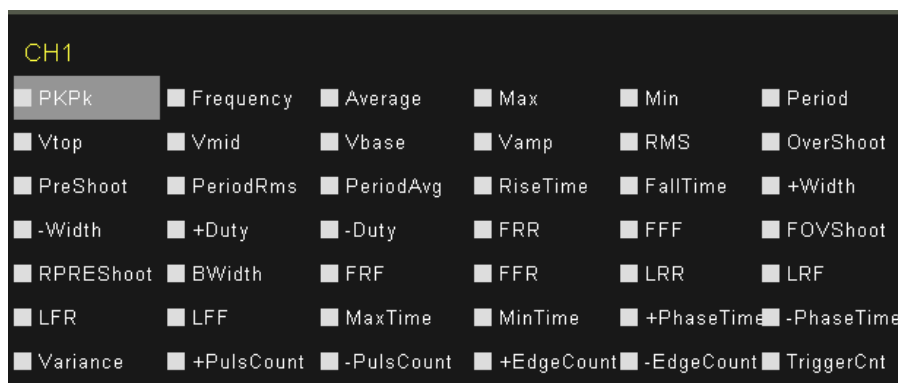 CH1
PKPk Frequency Average Max Min Period
Vtop Vmid Vbase Vamp RMS OverShoot
PreShoot PeriodRms PeriodAvg RiseTime FallTime +Width
-Width +Duty -Duty FRR FFF FOVShoot
RPREShoot BWidth FRF FFR LRR LRF
LFR LFF MaxTime MinTime +PhaseTime -PhaseTime
Variance +PulsCount -PulsCount +EdgeCount -EdgeCount TriggerCnt